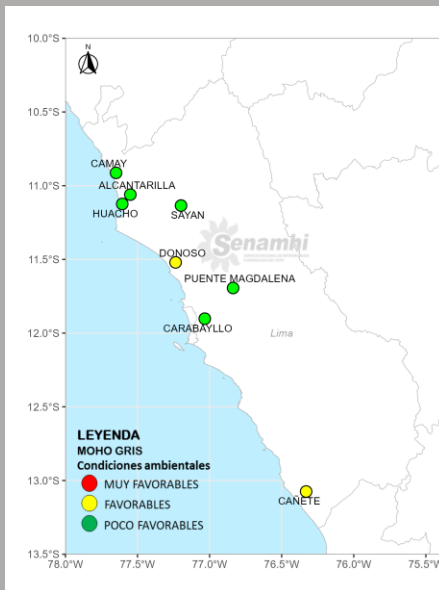 N
10.0°S
10.5°S
11.0°S
11.5°S
12.0°S
12.5°S
13.0°S
13.5°S
CAMAY
ALCANTARILLA
HUACHO
SAYAN
Senamhi
DONOSO
PUENTE MAGDALENA
CARABAYLLO
Lima
CAÑETE
LEYENDA
MOHO GRIS
Condiciones ambientales
MUY FAVORABLES
FAVORABLES
POCO FAVORABLES
78.0°W 77.5°W 77.0°W 76.5°W 76.0°W 75.5°W